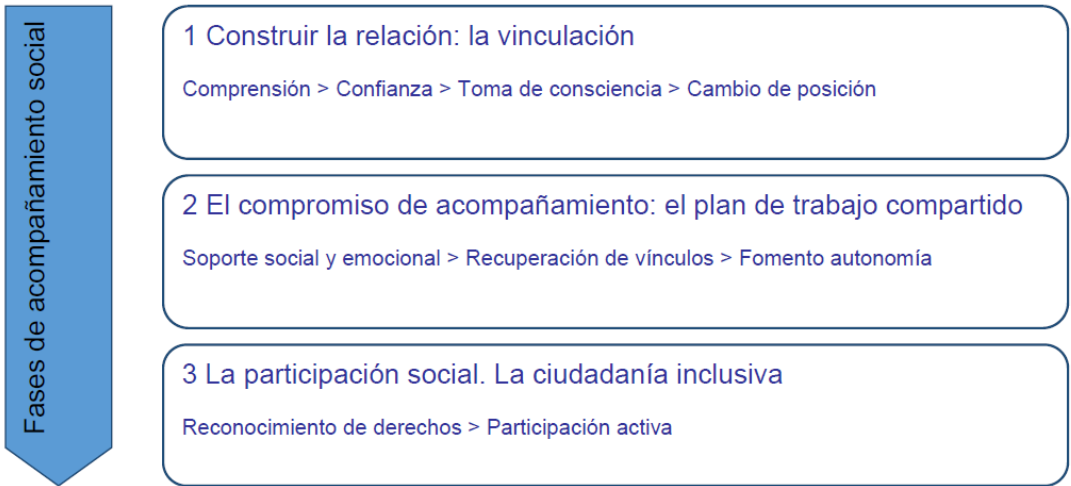 Fases de acompañamiento social
1 Construir la relación: la vinculación
Comprensión > Confianza > Toma de consciencia > Cambio de posición
2 El compromiso de acompañamiento: el plan de trabajo compartido
Soporte social y emocional > Recuperación de vínculos > Fomento autonomía
3 La participación social. La ciudadanía inclusiva
Reconocimiento de derechos > Participación activa